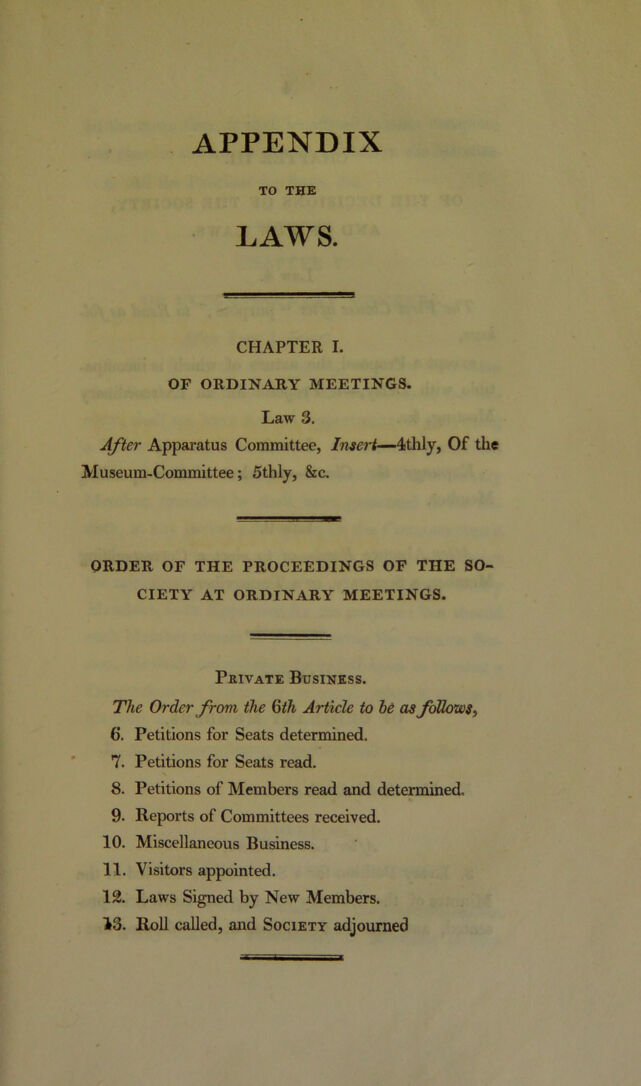 APPENDIX
TO THE
LAWS.
CHAPTER I.
OF ORDINARY MEETINGS.
Law 3.
After Apparatus Committee, Insert—4thly, Of the
Museum-Committee; 5thly, &c.
ORDER OF THE PROCEEDINGS OF THE SO-
CIETY AT ORDINARY MEETINGS.
Private Business.
The Order from the 6th Article to be as follows,
6. Petitions for Seats determined.
7. Petitions for Seats read.
8. Petitions of Members read and determined.
9. Reports of Committees received.
10. Miscellaneous Business.
11. Visitors appointed.
12. Laws Signed by New Members.
13. Roll called, and Society adjourned